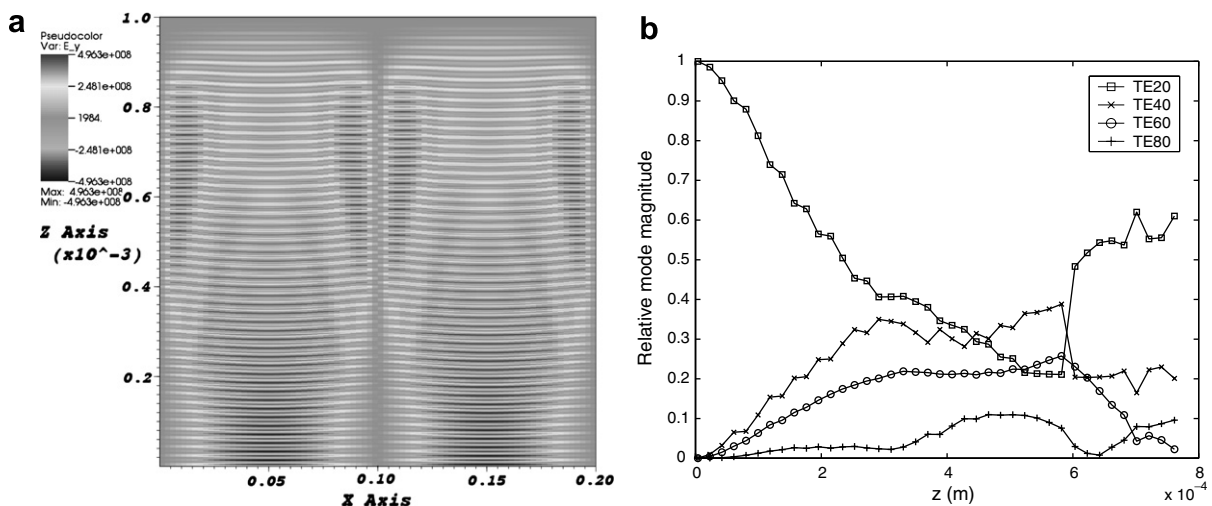 a
Pseudocolor
Var: E_y
4.963e+008
2.481e+008
1984.
-2.481e+008
-4.963e+008
Max: 4.963e+008
Min: -4.963e+008
Z Axis
(x10^-3)
1.0
0.8
0.6
0.4
0.2
0.05
0.10
0.15
0.20
X Axis
b
Relative mode magnitude
1
0.9
0.8
0.7
0.6
0.5
0.4
0.3
0.2
0.1
0
TE20
TE40
TE60
TE80
0
2
4
6
8
z (m)
x 10⁻⁴